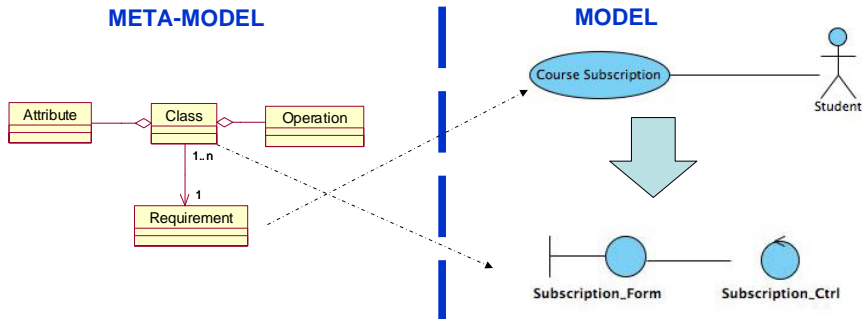 META-MODEL
MODEL
Course Subscription
Student
Attribute
Class
Operation
1..n
1
Requirement
Subscription_Form
Subscription_Ctrl